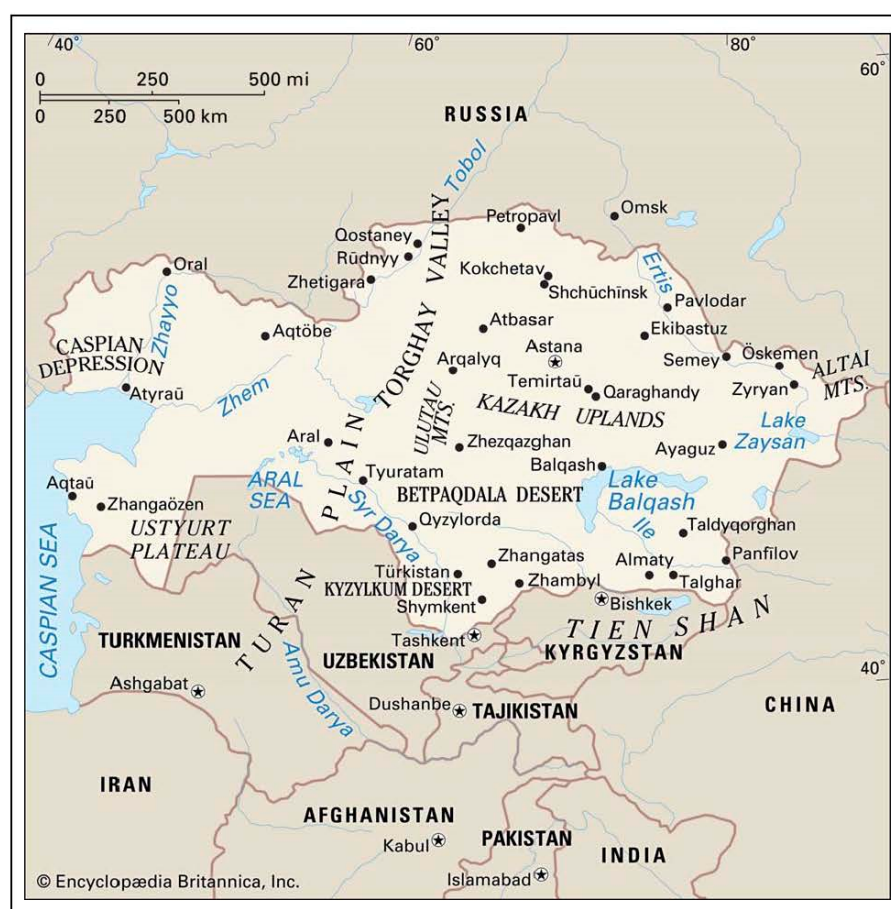 40°
60°
80°
60°
0
250
500 mi
0
250
500 km
RUSSIA
Tobol
Omsk
Petropavl
Qostaney
Rūdnyy
Zhetigara
Kokchetav
Shchūchīnsk
Ertis
Pavlodar
Oral
Zhayyo
Aqtöbe
TORGHAY VALLEY
Atbasar
Ekibastuz
Astana
Arqalyq
Semey
Öskemen
CASPIAN
DEPRESSION
Atyraū
Zhem
Temirtaū
Qaraghandy
Zyryan
ALTAI
MTS.
ULUTAU
MTS.
KAZAKH UPLANDS
Lake
Zaysan
Aral
Zhezqazghan
Ayaguz
Balqash
Aqtaū
Zhangaözen
ARAL
SEA
Tyuratam
BETPAQDALA DESERT
Lake
Balqash
USTYURT
PLATEAU
Syr Darya
Qyzylorda
Ile
Taldyqorghan
CASPIAN SEA
Zhangatas
Almaty
Panfīlov
Türkistan
Zhambyl
Talghar
KYZYLKUM DESERT
Shymkent
Bishkek
TURAN PLAIN
TIEN SHAN
TURKMENISTAN
Tashkent
KYRGYZSTAN
UZBEKISTAN
40°
Ashgabat
Amu Darya
Dushanbe
TAJIKISTAN
CHINA
IRAN
AFGHANISTAN
Kabul
PAKISTAN
INDIA
Islamabad
© Encyclopædia Britannica, Inc.